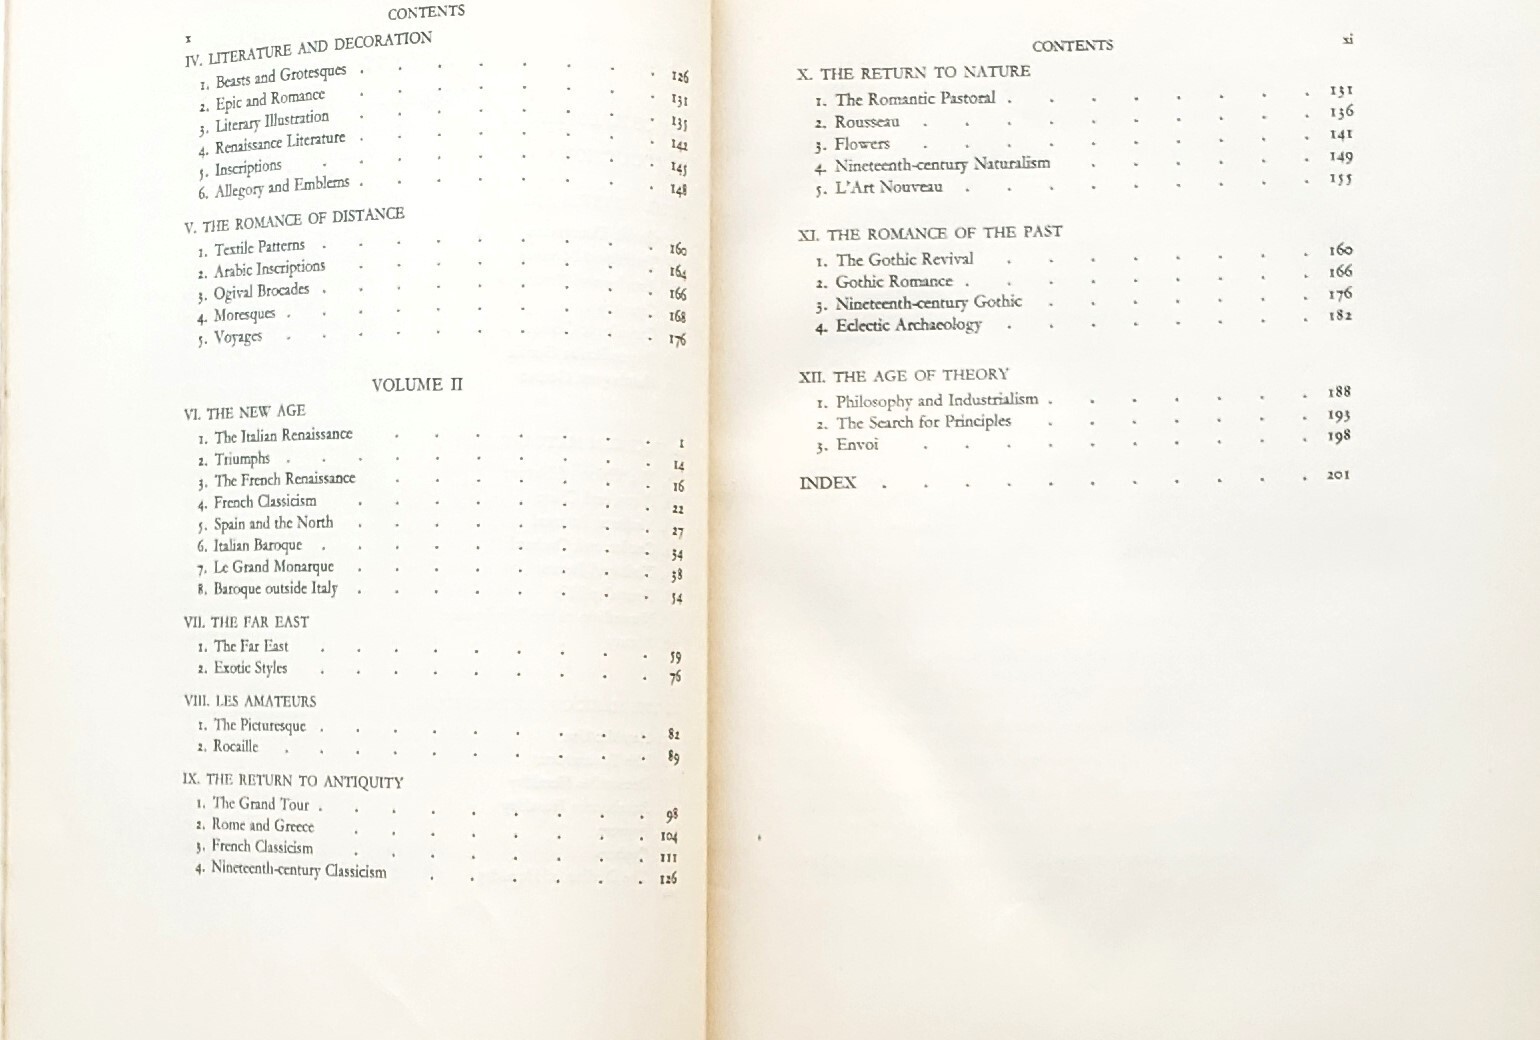 CONTENTS
x
IV. LITERATURE AND DECORATION
1. Beasts and Grotesques . . . . . . . . 126
2. Epic and Romance . . . . . . . . 131
3. Literary Illustration . . . . . . . . 135
4. Renaissance Literature . . . . . . . . 142
5. Inscriptions . . . . . . . . . 145
6. Allegory and Emblems . . . . . . . . 148
V. THE ROMANCE OF DISTANCE
1. Textile Patterns . . . . . . . . . 160
2. Arabic Inscriptions . . . . . . . . 164
3. Ogival Brocades . . . . . . . . . 166
4. Moresques . . . . . . . . . . 168
5. Voyages . . . . . . . . . . 176
VOLUME II
VI. THE NEW AGE
1. The Italian Renaissance . . . . . . . 1
2. Triumphs . . . . . . . . . . 14
3. The French Renaissance . . . . . . . 16
4. French Classicism . . . . . . . . 22
5. Spain and the North . . . . . . . . 27
6. Italian Baroque . . . . . . . . . 34
7. Le Grand Monarque . . . . . . . . 38
8. Baroque outside Italy . . . . . . . . 54
VII. THE FAR EAST
1. The Far East . . . . . . . . . 59
2. Exotic Styles . . . . . . . . . 76
VIII. LES AMATEURS
1. The Picturesque . . . . . . . . . 82
2. Rocaille . . . . . . . . . . 89
IX. THE RETURN TO ANTIQUITY
1. The Grand Tour . . . . . . . . . 98
2. Rome and Greece . . . . . . . . 104
3. French Classicism . . . . . . . . 111
4. Nineteenth-century Classicism . . . . . . 126
CONTENTS xi
X. THE RETURN TO NATURE
1. The Romantic Pastoral . . . . . . . . 131
2. Rousseau . . . . . . . . . . 136
3. Flowers . . . . . . . . . . 141
4. Nineteenth-century Naturalism . . . . . . 149
5. L'Art Nouveau . . . . . . . . . 155
XI. THE ROMANCE OF THE PAST
1. The Gothic Revival . . . . . . . . 160
2. Gothic Romance . . . . . . . . . 166
3. Nineteenth-century Gothic . . . . . . . 176
4. Eclectic Archaeology . . . . . . . . 182
XII. THE AGE OF THEORY
1. Philosophy and Industrialism . . . . . . . 188
2. The Search for Principles . . . . . . . 193
3. Envoi . . . . . . . . . . 198
INDEX . . . . . . . . . . . 201